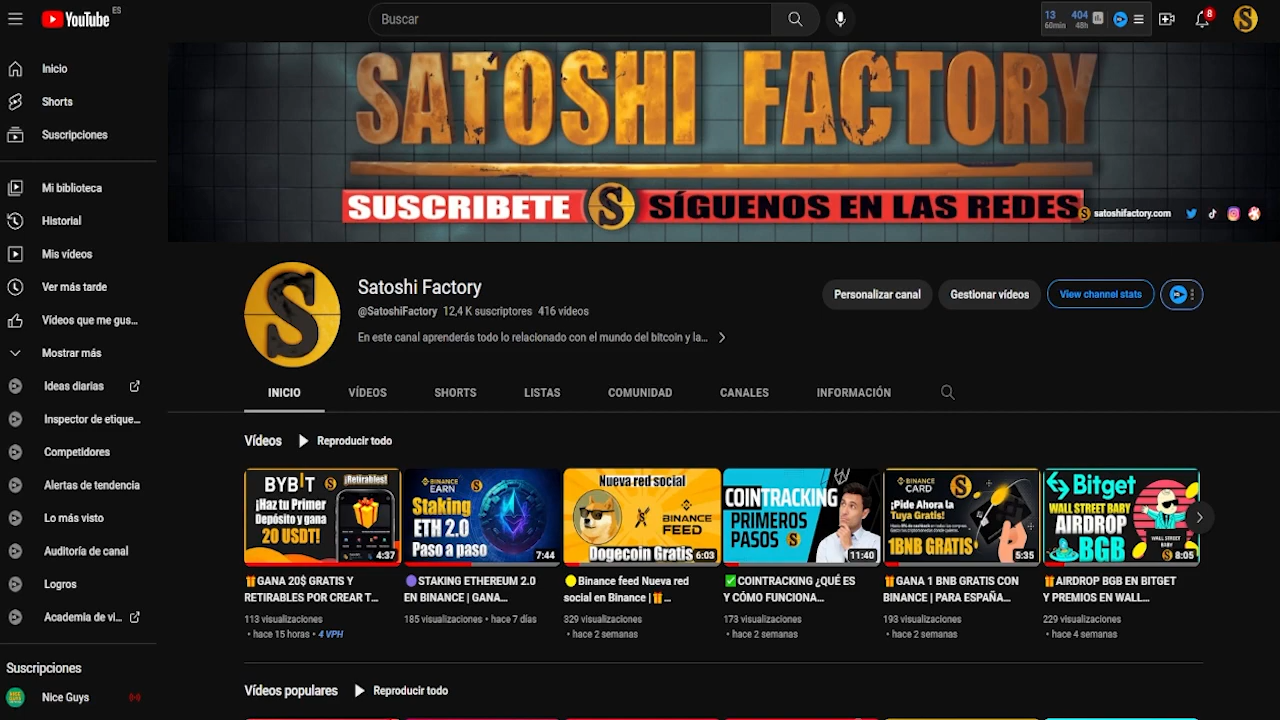 YouTube ES
Buscar
13 60min 404 48h
8
Inicio
Shorts
Suscripciones
Mi biblioteca
Historial
Mis vídeos
Ver más tarde
Vídeos que me gus...
Mostrar más
Ideas diarias
Inspector de etique...
Competidores
Alertas de tendencia
Lo más visto
Auditoría de canal
Logros
Academia de vi...
Suscripciones
Nice Guys
SATOSHI FACTORY
SUSCRIBETE S SÍGUENOS EN LAS REDES
satoshifactory.com
S
Satoshi Factory
@SatoshiFactory 12,4 K suscriptores 416 vídeos
En este canal aprenderás todo lo relacionado con el mundo del bitcoin y la...
Personalizar canal
Gestionar vídeos
View channel stats
INICIO VÍDEOS SHORTS LISTAS COMUNIDAD CANALES INFORMACIÓN
Vídeos Reproducir todo
BYBIT ¡Retirables!
¡Haz tu Primer
Depósito y gana
20 USDT!
4:37
GANA 20$ GRATIS Y
RETIRABLES POR CREAR T...
113 visualizaciones
• hace 15 horas • 4 VPH
BINANCE
EARN
Staking
ETH 2.0
Paso a paso
7:44
STAKING ETHEREUM 2.0
EN BINANCE | GANA...
185 visualizaciones • hace 7 días
Nueva red social
BINANCE
FEED
Dogecoin Gratis
6:03
Binance feed Nueva red
social en Binance |
...
329 visualizaciones
• hace 2 semanas
COINTRACKING
PRIMEROS
PASOS
11:40
COINTRACKING ¿QUÉ ES
Y CÓMO FUNCIONA...
173 visualizaciones
• hace 2 semanas
BINANCE
CARD
¡Pide Ahora la
Tuya Gratis!
1BNB GRATIS
5:35
GANA 1 BNB GRATIS CON
BINANCE | PARA ESPAÑA...
193 visualizaciones
• hace 2 semanas
Bitget
WALL STREET BABY
AIRDROP
BGB
WALL STREET
BABY
8:05
AIRDROP BGB EN BITGET
Y PREMIOS EN WALL...
229 visualizaciones
• hace 4 semanas
Vídeos populares Reproducir todo